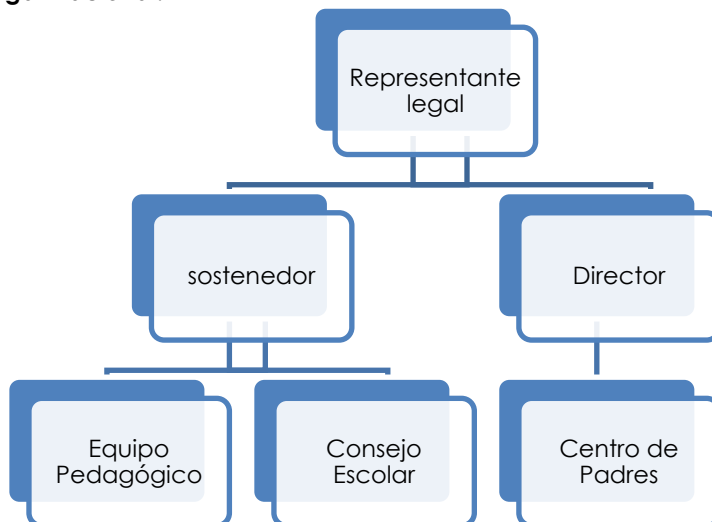 Representante
legal
sostenedor
Director
Equipo
Pedagógico
Consejo
Escolar
Centro de
Padres